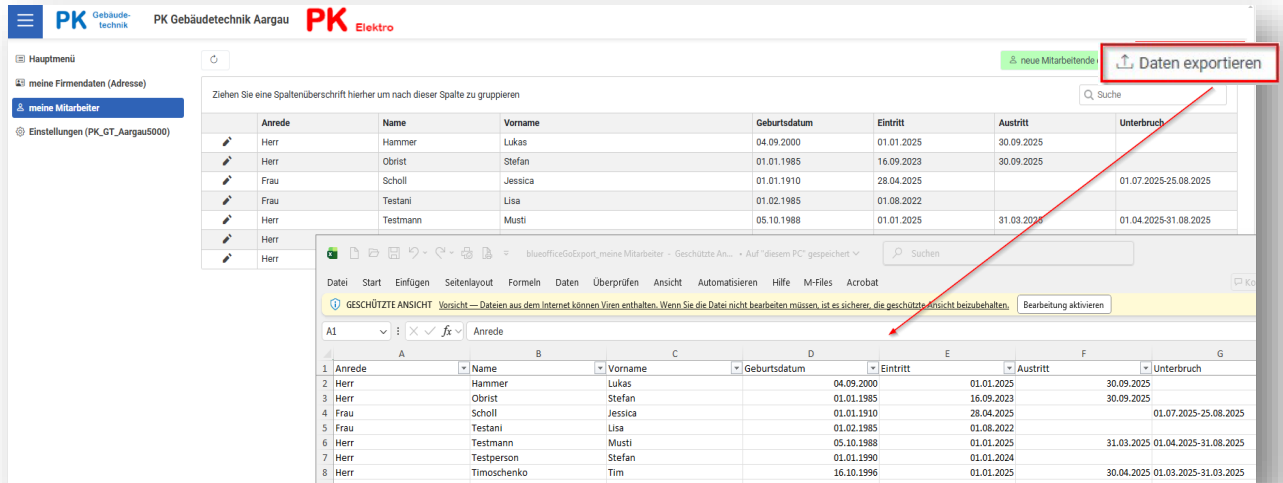 PK Gebäude-technik PK Gebäudetechnik Aargau PK Elektro
Hauptmenü
meine Firmendaten (Adresse)
meine Mitarbeiter
Einstellungen (PK_GT_Aargau5000)
neue Mitarbeitende
Daten exportieren
Ziehen Sie eine Spaltenüberschrift hierher um nach dieser Spalte zu gruppieren
Suche
Anrede Name Vorname Geburtsdatum Eintritt Austritt Unterbruch
Herr Hammer Lukas 04.09.2000 01.01.2025 30.09.2025
Herr Obrist Stefan 01.01.1985 16.09.2023 30.09.2025
Frau Scholl Jessica 01.01.1910 28.04.2025 01.07.2025-25.08.2025
Frau Testani Lisa 01.02.1985 01.08.2022
Herr Testmann Musti 05.10.1988 01.01.2025 31.03.2025 01.04.2025-31.08.2025
Herr
Herr
blueofficeGoExport_meine Mitarbeiter - Geschützte An... • Auf "diesem PC" gespeichert
Suchen
Datei Start Einfügen Seitenlayout Formeln Daten Überprüfen Ansicht Automatisieren Hilfe M-Files Acrobat
GESCHÜTZTE ANSICHT Vorsicht — Dateien aus dem Internet können Viren enthalten. Wenn Sie die Datei nicht bearbeiten müssen, ist es sicherer, die geschützte Ansicht beizubehalten. Bearbeitung aktivieren
A1 fx Anrede
A B C D E F G
1 Anrede Name Vorname Geburtsdatum Eintritt Austritt Unterbruch
2 Herr Hammer Lukas 04.09.2000 01.01.2025 30.09.2025
3 Herr Obrist Stefan 01.01.1985 16.09.2023 30.09.2025
4 Frau Scholl Jessica 01.01.1910 28.04.2025 01.07.2025-25.08.2025
5 Frau Testani Lisa 01.02.1985 01.08.2022
6 Herr Testmann Musti 05.10.1988 01.01.2025 31.03.2025 01.04.2025-31.08.2025
7 Herr Testperson Stefan 01.01.1990 01.01.2024
8 Herr Timoschenko Tim 16.10.1996 01.01.2025 30.04.2025 01.03.2025-31.03.2025